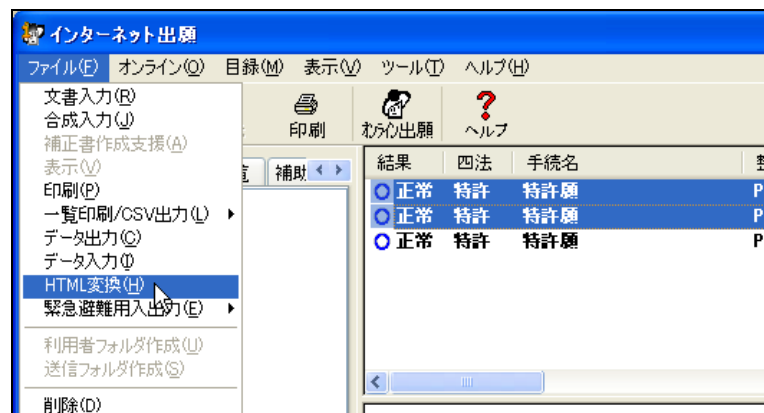 インターネット出願
ファイル(F) オンライン(O) 目録(M) 表示(V) ツール(T) ヘルプ(H)
文書入力(R)
合成入力(J)
補正書作成支援(A)
表示(V)
印刷(P)
一覧印刷/CSV出力(L)
データ出力(C)
データ入力(I)
HTML変換(H)
緊急避難用入出力(E)
利用者フォルダ作成(U)
送信フォルダ作成(S)
削除(D)
印刷 オンライン出願 ヘルプ
補助
結果 四法 手続名
正常 特許 特許願 P
正常 特許 特許願 P
正常 特許 特許願 P